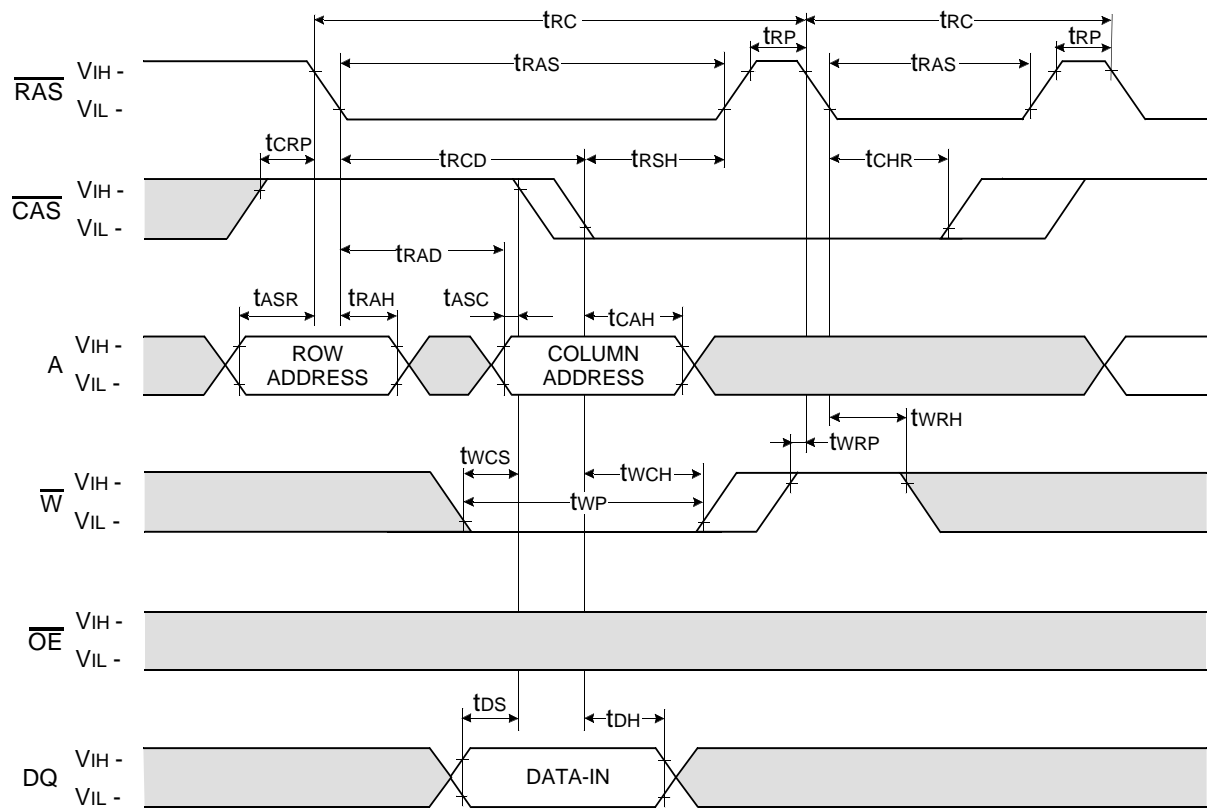 tRC tRC
tRP tRP
RAS VIH - tRAS tRAS
VIL -
tCRP tRCD tRSH tCHR
CAS VIH -
VIL -
tRAD
tASR tRAH tASC tCAH
A VIH - ROW ADDRESS COLUMN ADDRESS
VIL -
tWRH
tWRP
tWCS tWCH
W VIH - tWP
VIL -
OE VIH -
VIL -
tDS tDH
DQ VIH - DATA-IN
VIL -